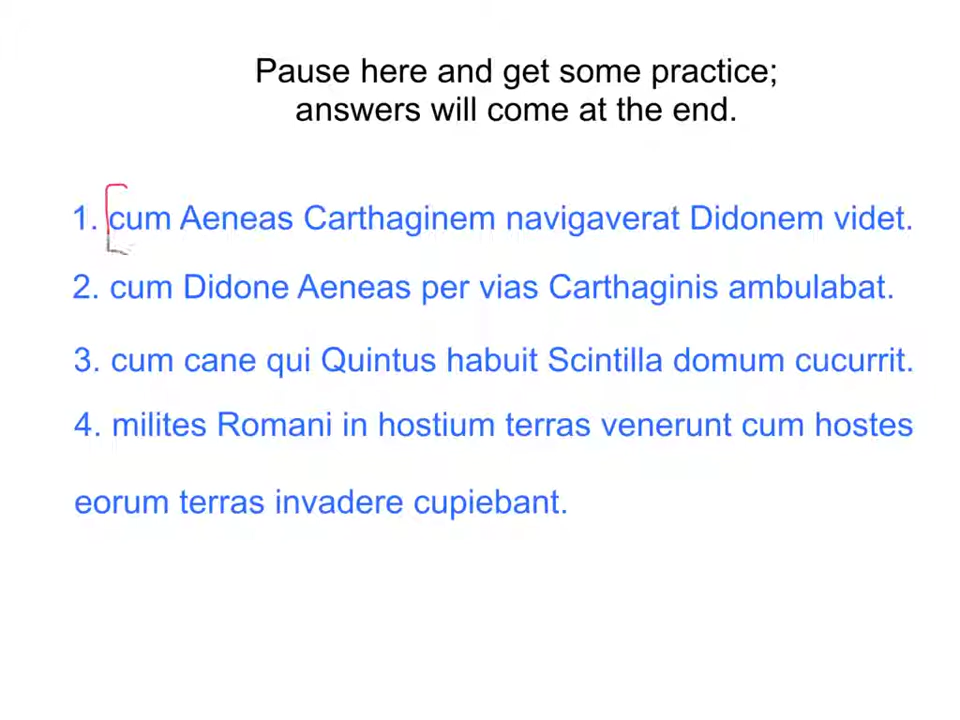 Pause here and get some practice;
answers will come at the end.
1. cum Aeneas Carthaginem navigaverat Didonem videt.
2. cum Didone Aeneas per vias Carthaginis ambulabat.
3. cum cane qui Quintus habuit Scintilla domum cucurrit.
4. milites Romani in hostium terras venerunt cum hostes
eorum terras invadere cupiebant.